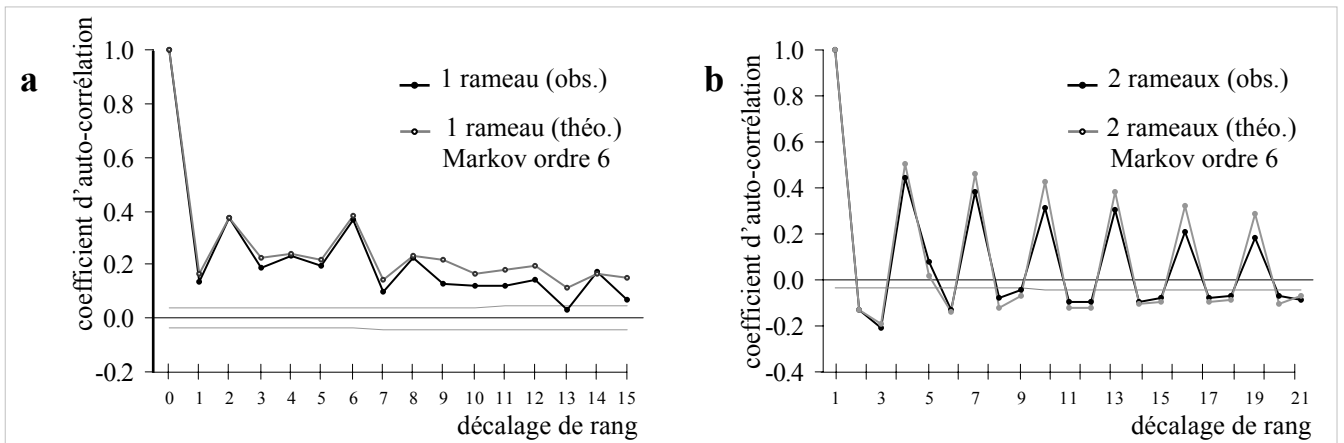 a
coefficient d'auto-corrélation
1.0
0.8
0.6
0.4
0.2
0.0
-0.2
1 rameau (obs.)
1 rameau (théo.)
Markov ordre 6
0 1 2 3 4 5 6 7 8 9 10 11 12 13 14 15
décalage de rang
b
coefficient d'auto-corrélation
1.0
0.8
0.6
0.4
0.2
0.0
-0.2
-0.4
2 rameaux (obs.)
2 rameaux (théo.)
Markov ordre 6
1 3 5 7 9 11 13 15 17 19 21
décalage de rang